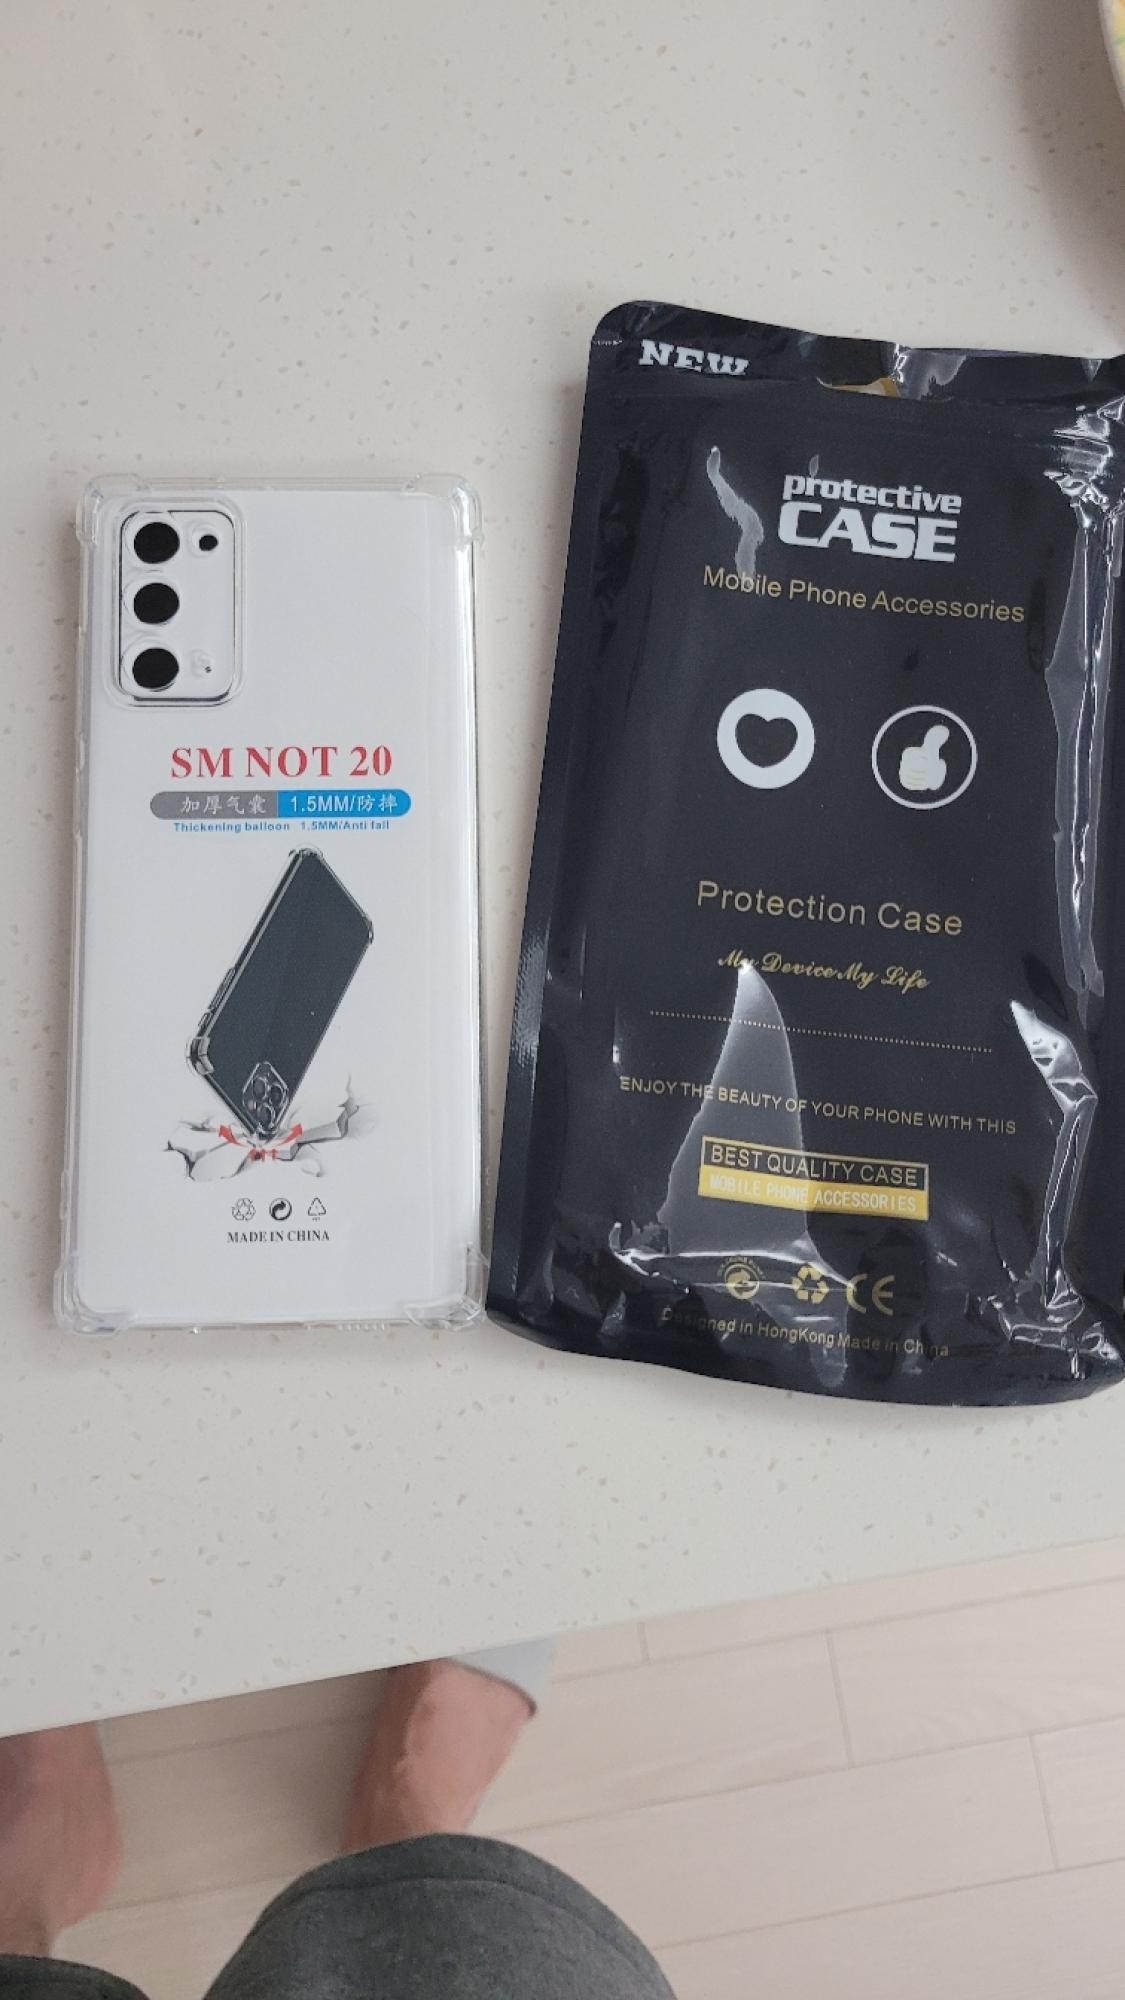 SM NOT 20
加厚气囊 1.5MM/防摔
Thickening balloon 1.5MM/Anti fall
MADE IN CHINA
NEW
protective
CASE
Mobile Phone Accessories
Protection Case
My Device My Life
ENJOY THE BEAUTY OF YOUR PHONE WITH THIS
BEST QUALITY CASE
MOBILE PHONE ACCESSORIES
CE
Designed in HongKong Made in China